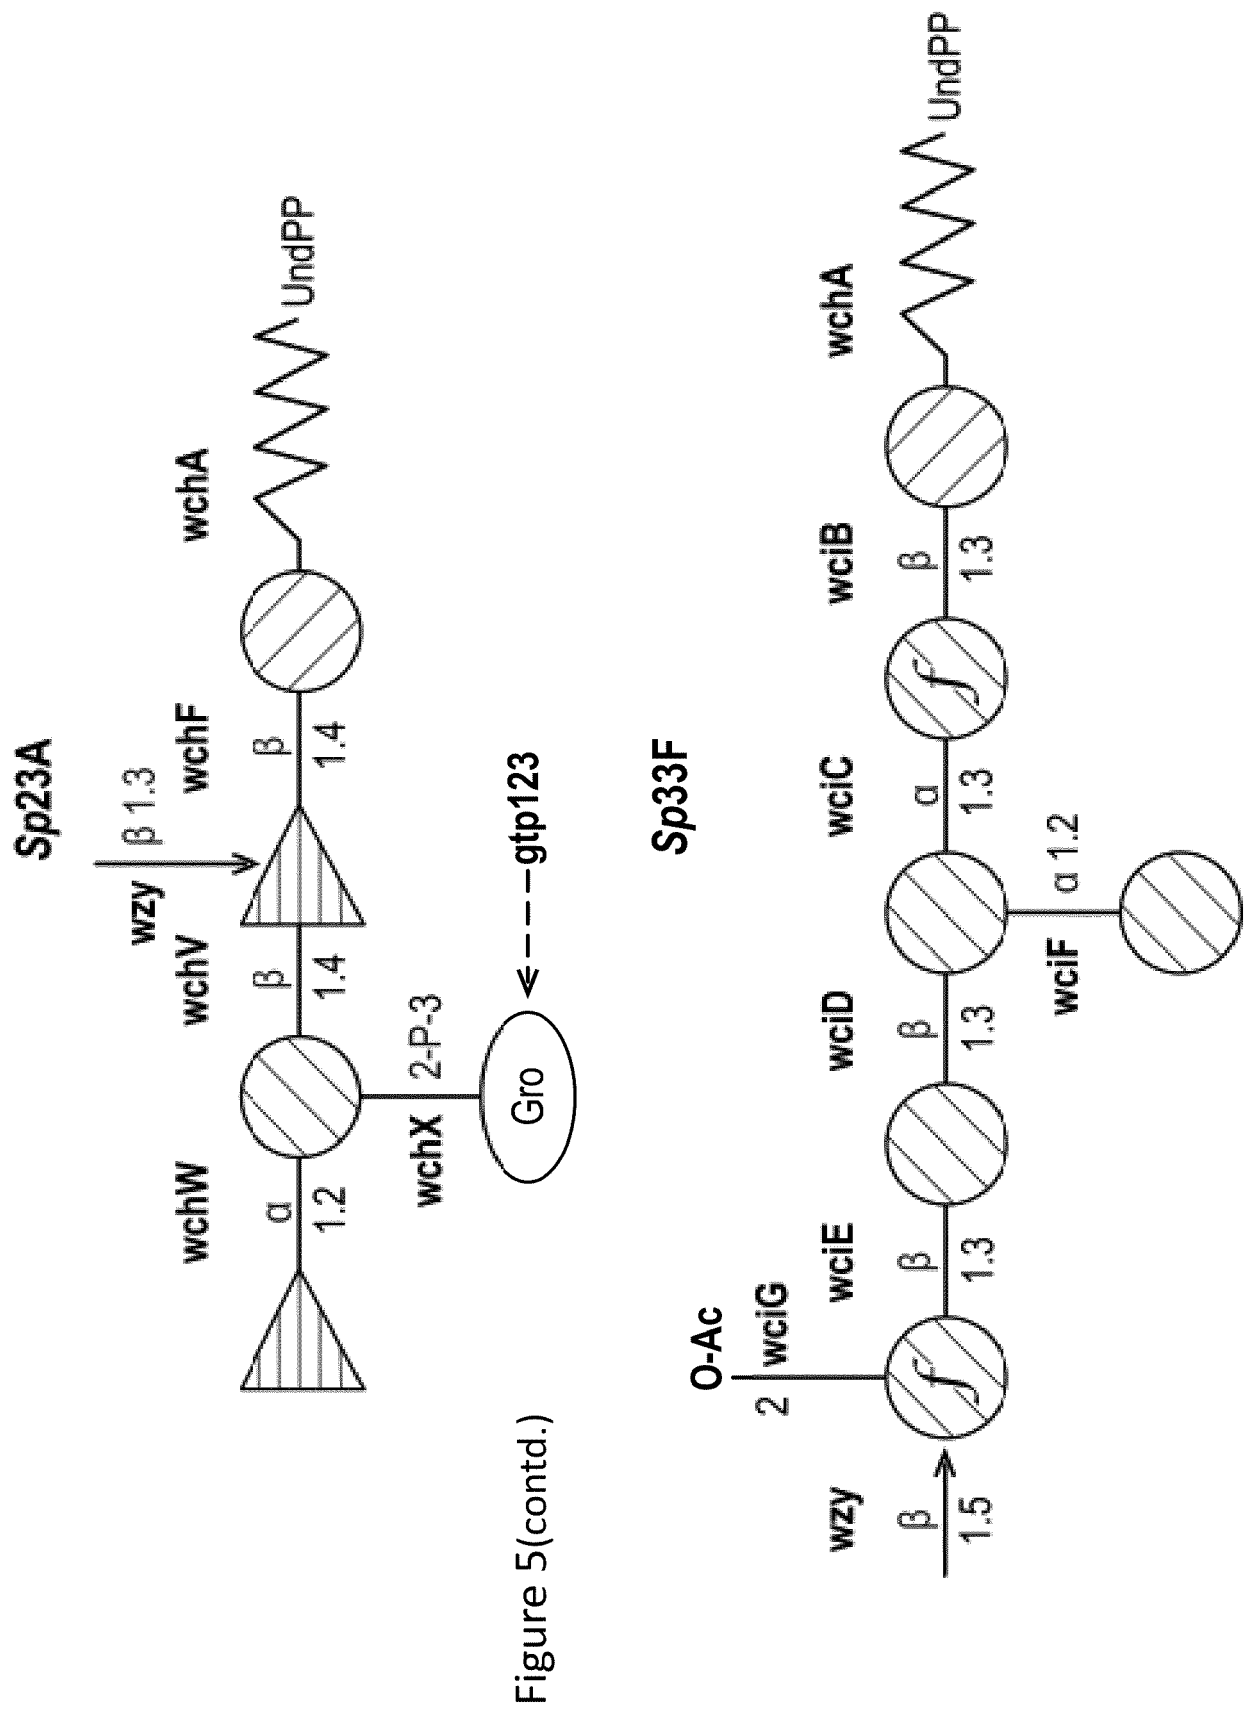 Sp23A
wzy β 1.3
wchW wchV wchF wchA
α β β
1.2 1.4 1.4
UndPP
wchX 2-P-3
Gro
gtp123
Figure 5(contd.)
Sp33F
O-Ac
2 wciG
wzy wciE wciD wciC wciB wchA
β β β α β
1.5 1.3 1.3 1.3 1.3
f f
UndPP
wciF α 1.2